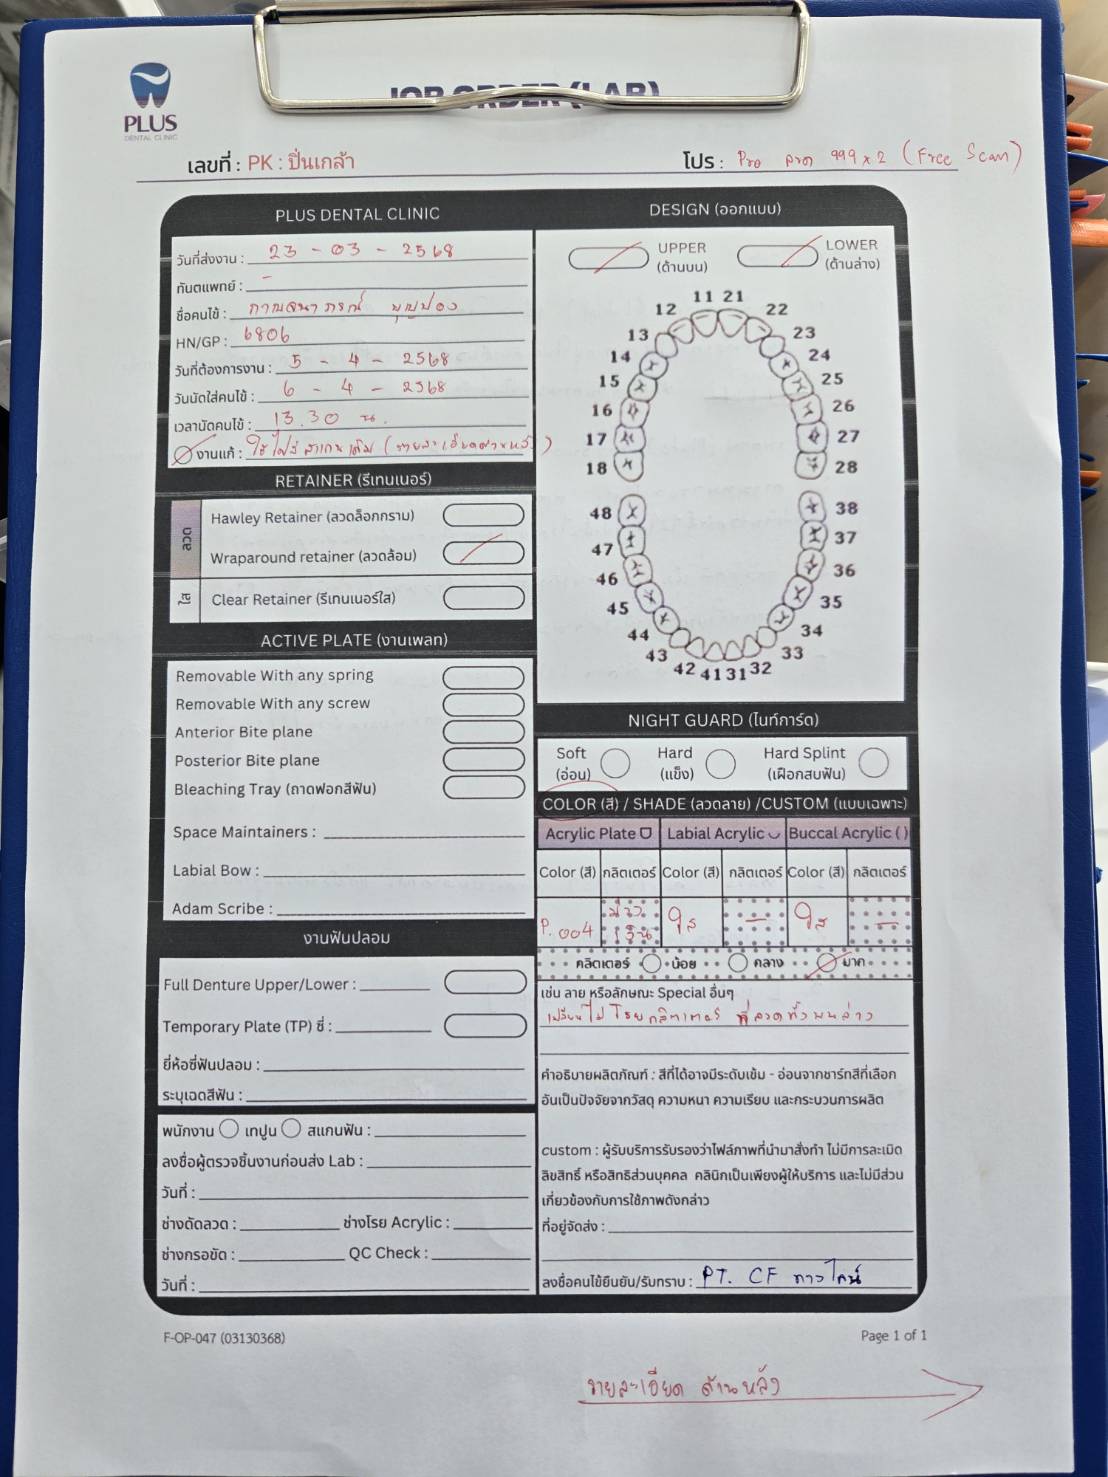 PLUS
DENTAL CLINIC
JOB ORDER (LAB)
เลขที่ : PK : ปิ่นเกล้า
โปร : Pro ลวด 999 x 2 (Free Scan)
PLUS DENTAL CLINIC
วันที่ส่งงาน : 23 - 03 - 2568
ทันตแพทย์ : -
ชื่อคนไข้ :
HN/GP : 6806
วันที่ต้องการงาน : 5 - 4 - 2568
วันนัดใส่คนไข้ : 6 - 4 - 2568
เวลานัดคนไข้ : 13.30 น.
งานแก้ : ใช้ไฟล์สแกนเดิม (รายละเอียดด้านหลัง)
RETAINER (รีเทนเนอร์)
ลวด
Hawley Retainer (ลวดล็อกกราม)
Wraparound retainer (ลวดล้อม)
ใส
Clear Retainer (รีเทนเนอร์ใส)
ACTIVE PLATE (งานเพลท)
Removable With any spring
Removable With any screw
Anterior Bite plane
Posterior Bite plane
Bleaching Tray (ถาดฟอกสีฟัน)
Space Maintainers :
Labial Bow :
Adam Scribe :
งานฟันปลอม
Full Denture Upper/Lower :
Temporary Plate (TP) ซี่ :
ยี่ห้อซี่ฟันปลอม :
ระบุเฉดสีฟัน :
พนักงาน เทปูน สแกนฟัน :
ลงชื่อผู้ตรวจชิ้นงานก่อนส่ง Lab :
วันที่ :
ช่างดัดลวด : ช่างโรย Acrylic :
ช่างกรอขัด : QC Check :
วันที่ :
DESIGN (ออกแบบ)
UPPER
(ด้านบน)
LOWER
(ด้านล่าง)
11 21
12 22
13 23
14 24
15 25
16 26
17 27
18 28
48 38
47 37
46 36
45 35
44 34
43 33
42 41 31 32
NIGHT GUARD (ไนท์การ์ด)
Soft
(อ่อน)
Hard
(แข็ง)
Hard Splint
(เฝือกสบฟัน)
COLOR (สี) / SHADE (ลวดลาย) /CUSTOM (แบบเฉพาะ)
Acrylic Plate Labial Acrylic Buccal Acrylic ( )
Color (สี) กลิตเตอร์ Color (สี) กลิตเตอร์ Color (สี) กลิตเตอร์
P.004 ใส — ใส —
กลิตเตอร์ น้อย กลาง มาก
เช่น ลาย หรือลักษณะ Special อื่นๆ
เปลี่ยนไปโรยกลิตเตอร์ ที่ลวดทั้งบนล่าง
คำอธิบายผลิตภัณฑ์ : สีที่ได้อาจมีระดับเข้ม - อ่อนจากชาร์ทสีที่เลือก
อันเป็นปัจจัยจากวัสดุ ความหนา ความเรียบ และกระบวนการผลิต
custom : ผู้รับบริการรับรองว่าไฟล์ภาพที่นำมาสั่งทำ ไม่มีการละเมิด
ลิขสิทธิ์ หรือสิทธิส่วนบุคคล คลินิกเป็นเพียงผู้ให้บริการ และไม่มีส่วน
เกี่ยวข้องกับการใช้ภาพดังกล่าว
ที่อยู่จัดส่ง :
ลงชื่อคนไข้ยืนยัน/รับทราบ : PT. CF ทางไลน์
F-OP-047 (03130368)
Page 1 of 1
รายละเอียด ด้านหลัง